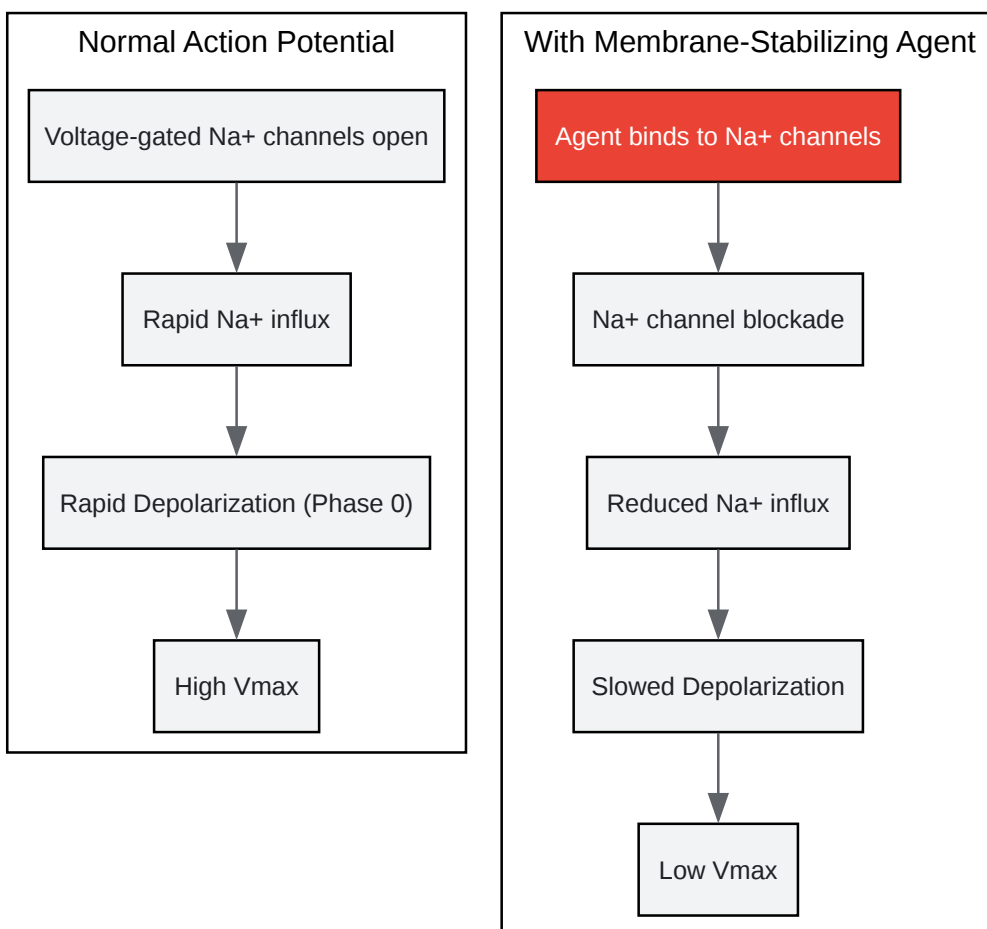 Normal Action Potential
Voltage-gated Na+ channels open
Rapid Na+ influx
Rapid Depolarization (Phase 0)
High Vmax
With Membrane-Stabilizing Agent
Agent binds to Na+ channels
Na+ channel blockade
Reduced Na+ influx
Slowed Depolarization
Low Vmax